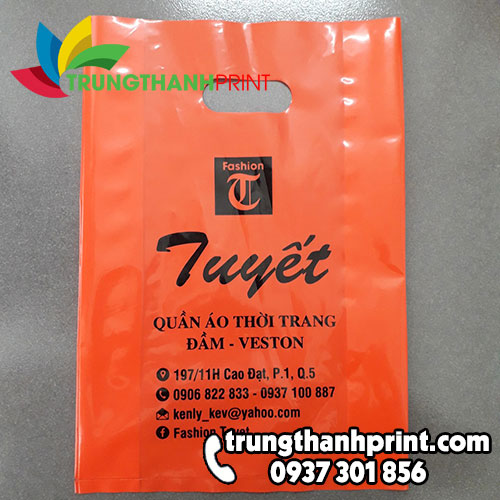 TRUNGTHANHPRINT
Fashion
T
Tuyết
QUẦN ÁO THỜI TRANG
ĐẦM - VESTON
197/11H Cao Đạt, P.1, Q.5
0906 822 833 - 0937 100 887
kenly_kev@yahoo.com
Fashion Tuyet
trungthanhprint.com
0937 301 856